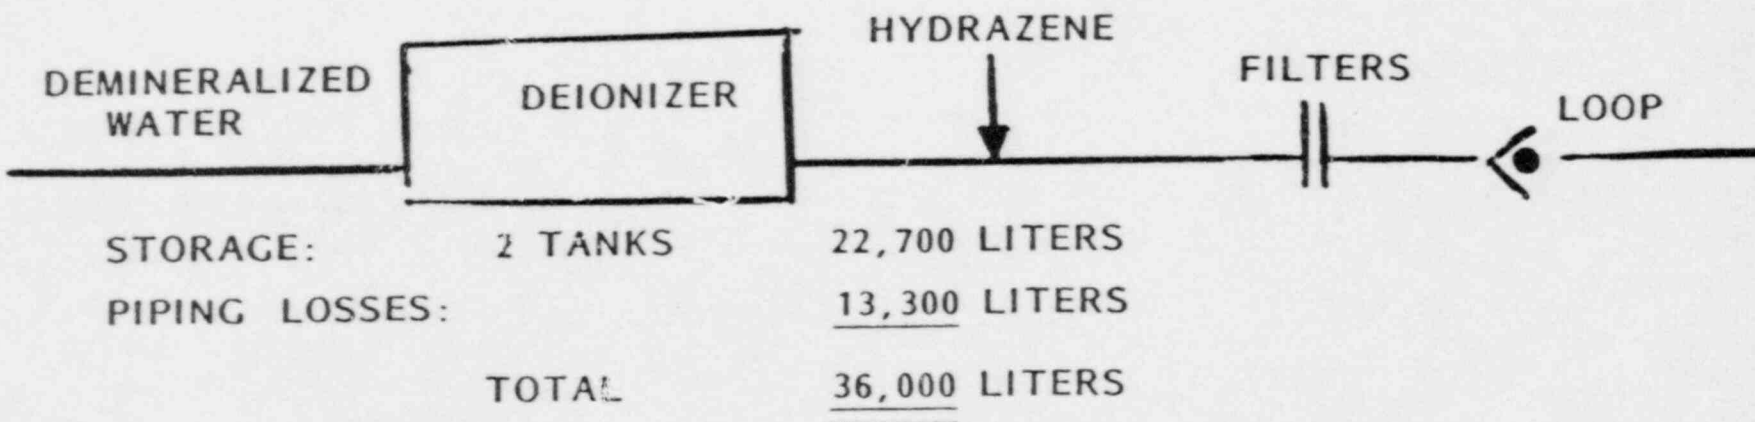 HYDRAZENE
DEMINERALIZED
WATER
DEIONIZER
FILTERS
LOOP
STORAGE: 2 TANKS 22,700 LITERS
PIPING LOSSES: 13,300 LITERS
TOTAL 36,000 LITERS